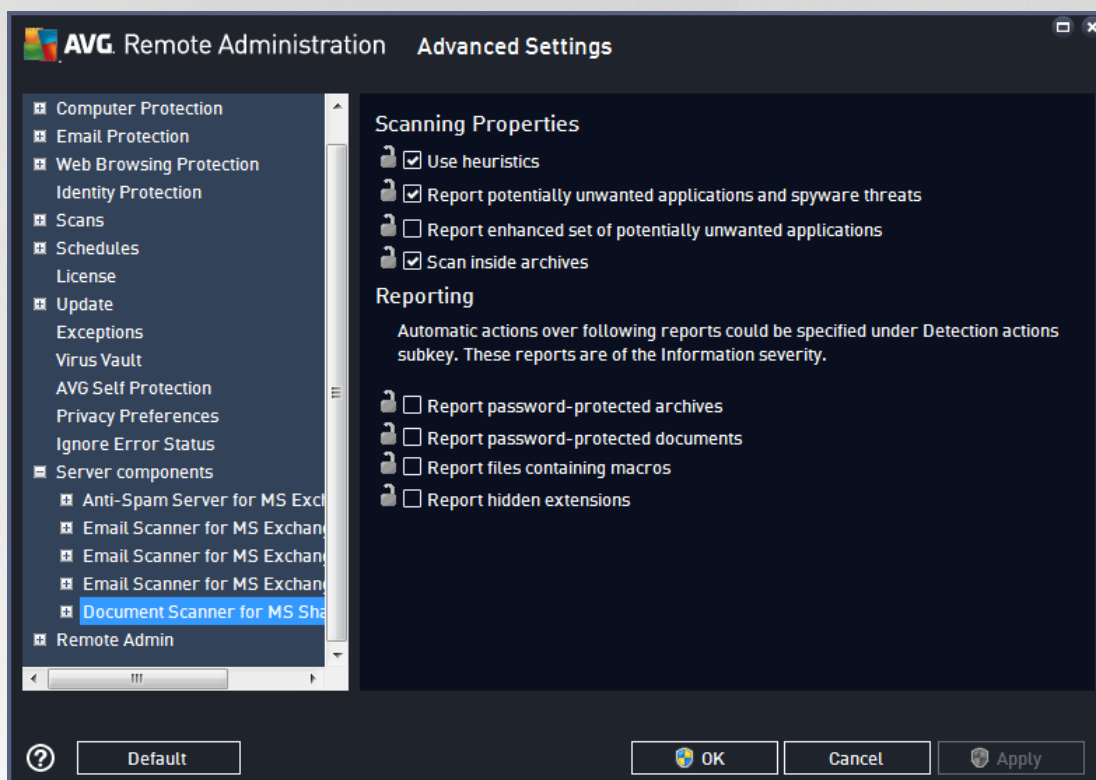 AVG. Remote Administration Advanced Settings
Computer Protection
Email Protection
Web Browsing Protection
Identity Protection
Scans
Schedules
License
Update
Exceptions
Virus Vault
AVG Self Protection
Privacy Preferences
Ignore Error Status
Server components
Anti-Spam Server for MS Excl
Email Scanner for MS Exchan
Email Scanner for MS Exchan
Email Scanner for MS Exchan
Document Scanner for MS Sha
Remote Admin
Scanning Properties
Use heuristics
Report potentially unwanted applications and spyware threats
Report enhanced set of potentially unwanted applications
Scan inside archives
Reporting
Automatic actions over following reports could be specified under Detection actions
subkey. These reports are of the Information severity.
Report password-protected archives
Report password-protected documents
Report files containing macros
Report hidden extensions
Default
OK
Cancel
Apply